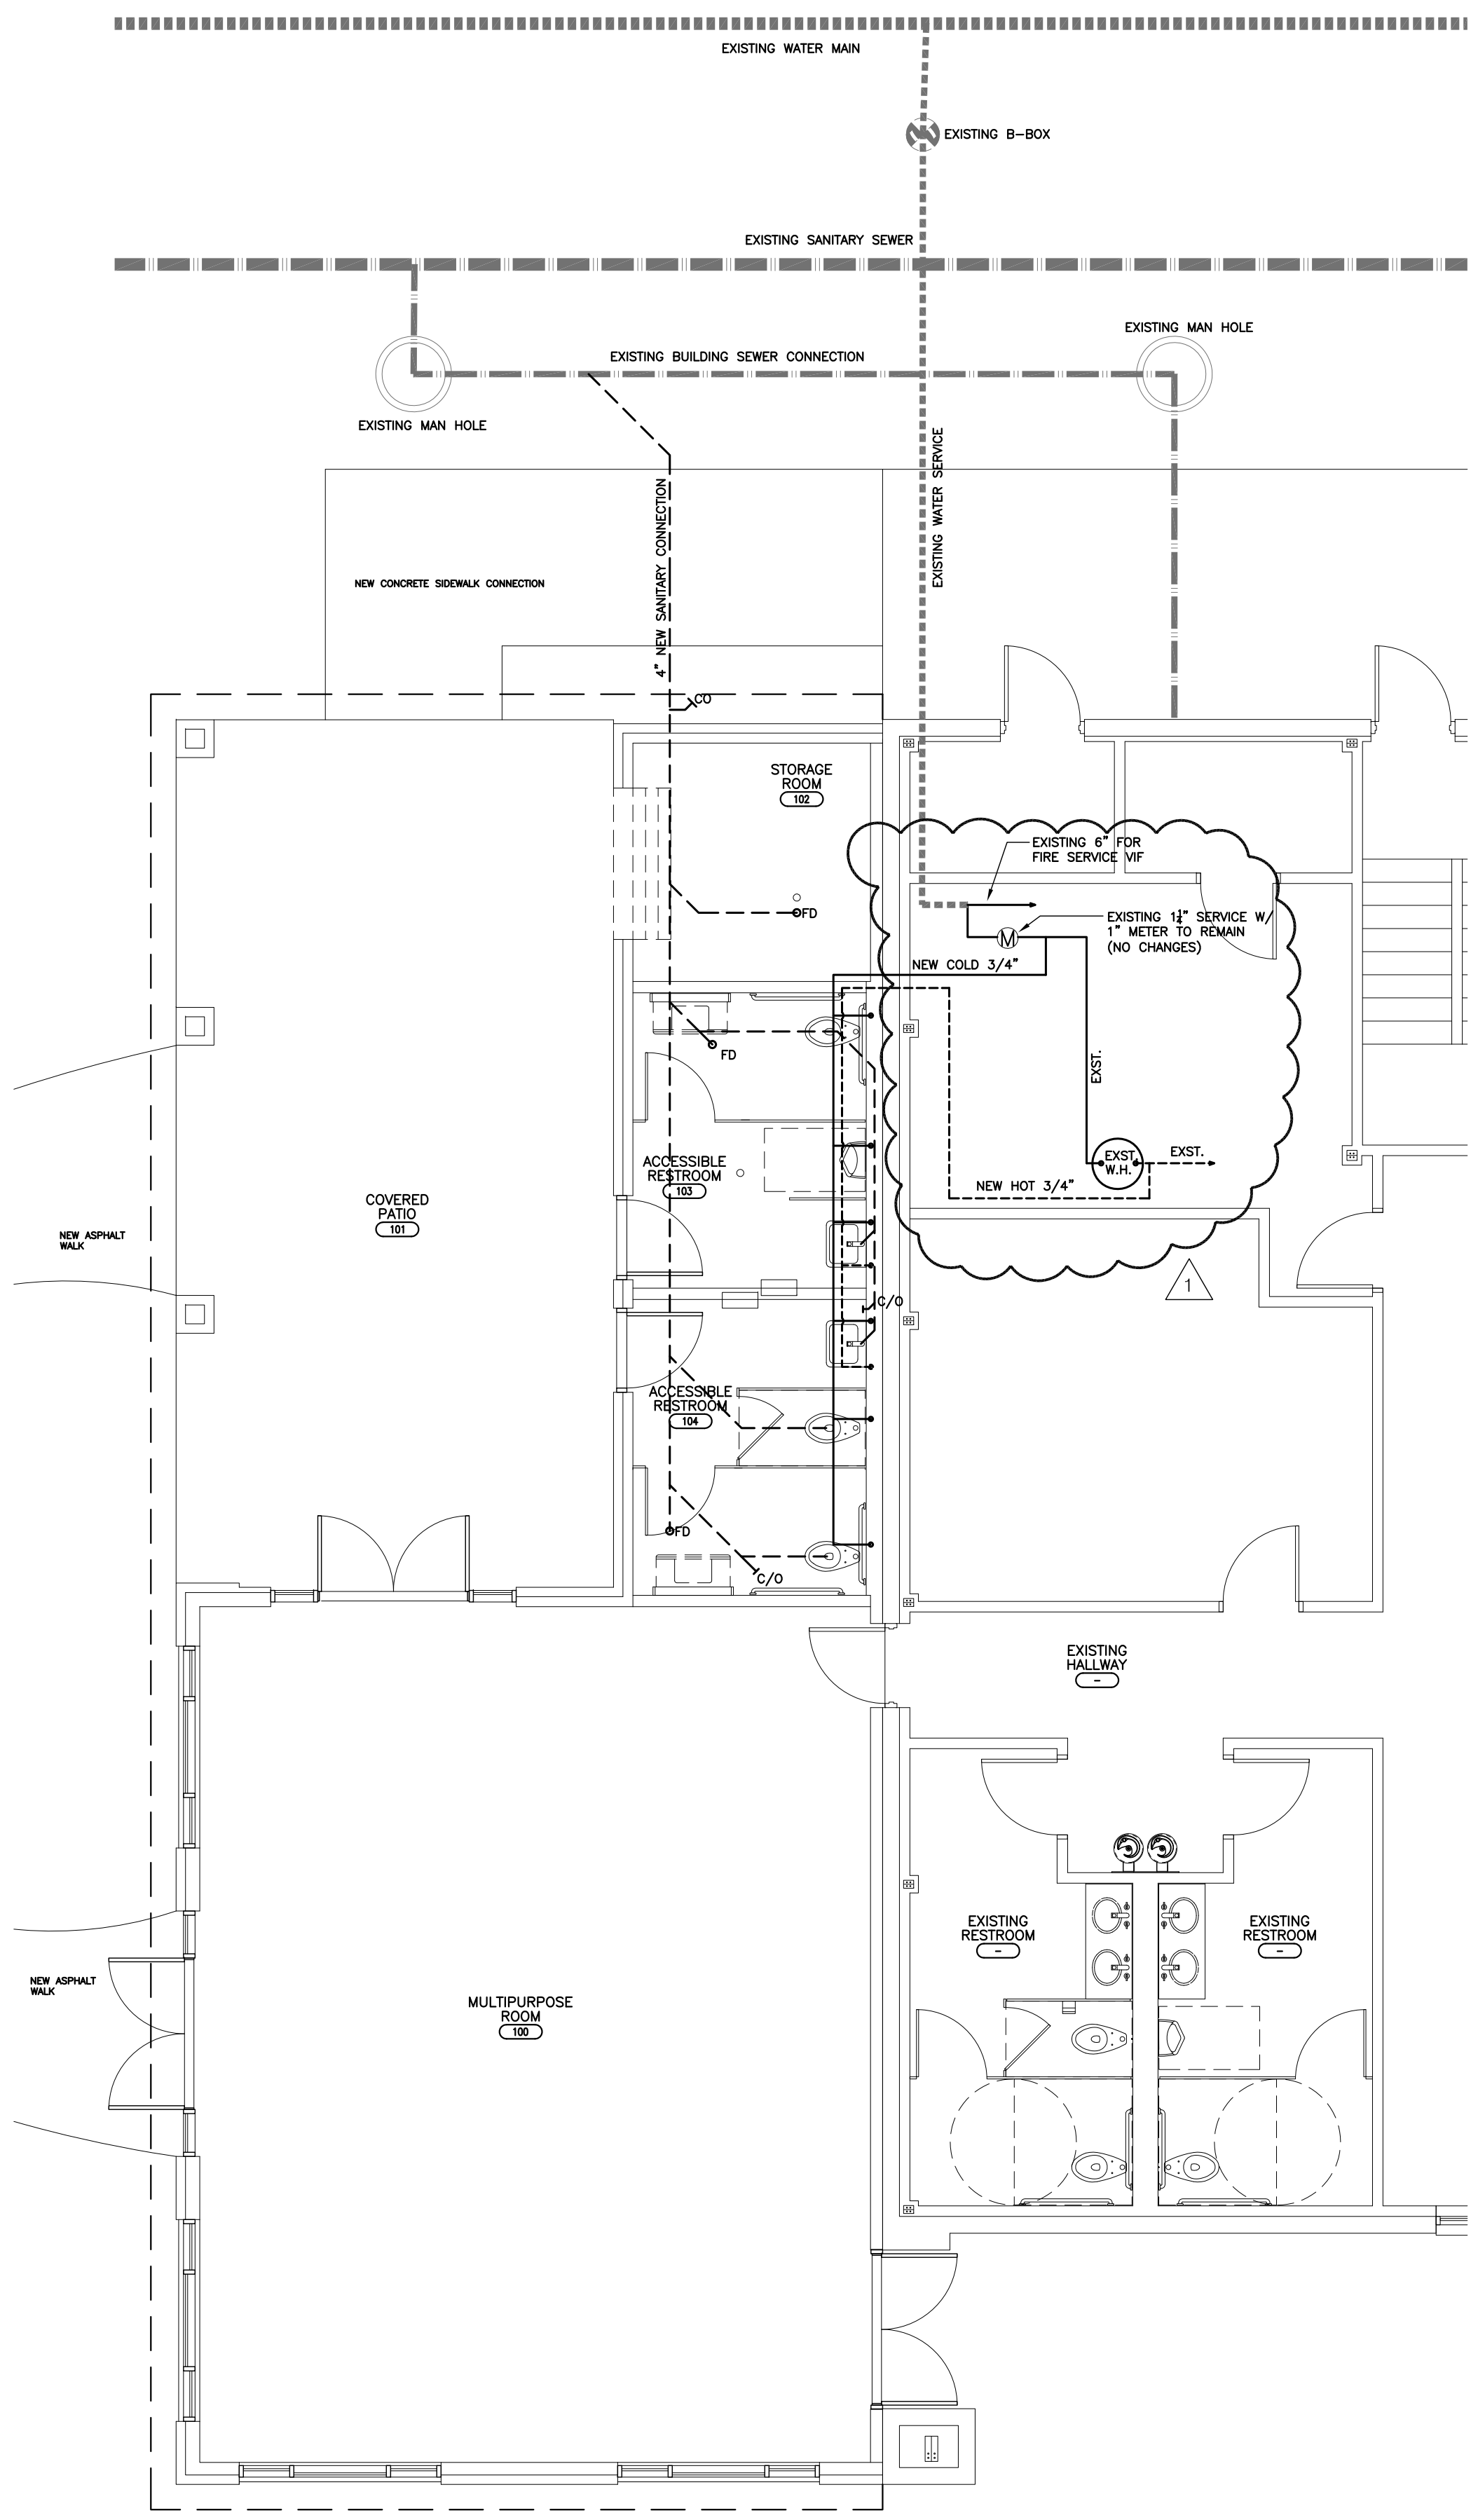 EXISTING WATER MAIN
EXISTING B-BOX
EXISTING SANITARY SEWER
EXISTING MAN HOLE
EXISTING BUILDING SEWER CONNECTION
EXISTING MAN HOLE
EXISTING WATER SERVICE
4" NEW SANITARY CONNECTION
NEW CONCRETE SIDEWALK CONNECTION
CO
STORAGE
ROOM
102
EXISTING 6" FOR
FIRE SERVICE VIF
FD
EXISTING 1¼" SERVICE W/
1" METER TO REMAIN
(NO CHANGES)
M
NEW COLD 3/4"
FD
EXST.
EXST.
W.H.
EXST.
ACCESSIBLE
RESTROOM
103
NEW HOT 3/4"
COVERED
PATIO
101
NEW ASPHALT
WALK
1
C/O
ACCESSIBLE
RESTROOM
104
FD
C/O
EXISTING
HALLWAY
-
EXISTING
RESTROOM
-
EXISTING
RESTROOM
-
NEW ASPHALT
WALK
MULTIPURPOSE
ROOM
100